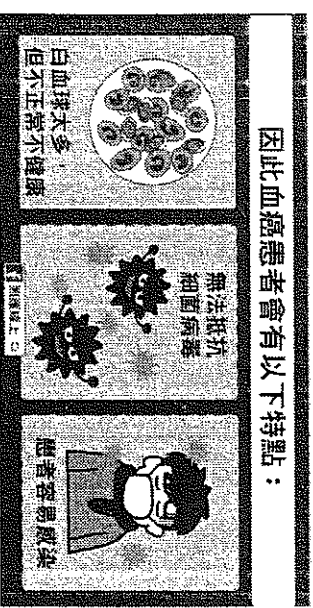 因此血癌患者會有以下特點：
白血球太多，
但不正常不健康
無法抵抗
細菌病毒
患者容易感染